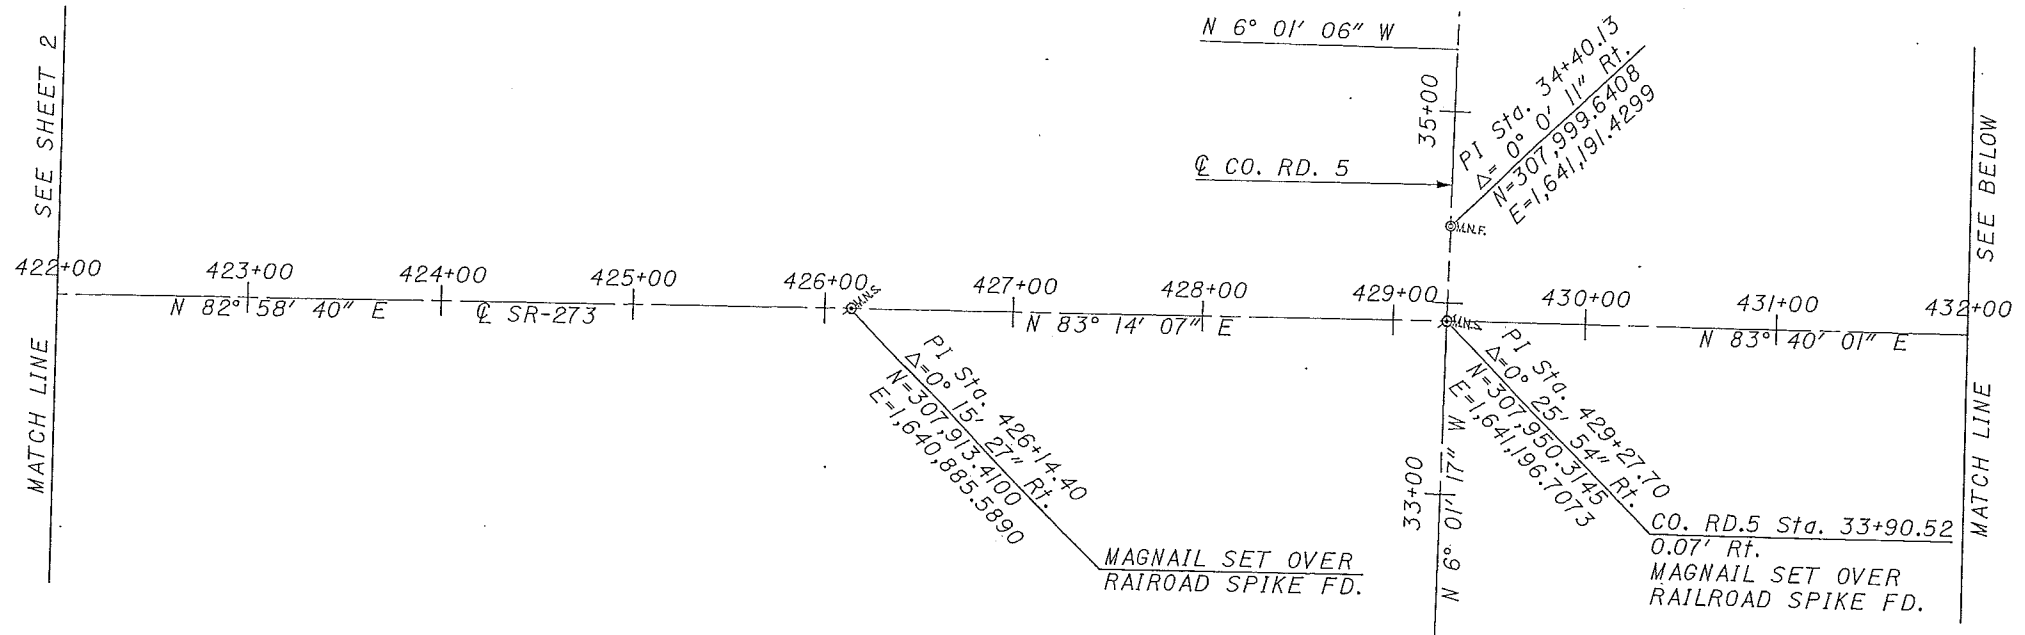 SEE SHEET 2
MATCH LINE
N 6° 01' 06" W
35+00
℄ CO. RD. 5
PI Sta. 34+40.13
Δ= 0° 0' 11" Rt.
N=307,999.6408
E=1,641,191.4299
M.N.F.
SEE BELOW
MATCH LINE
422+00
423+00
424+00
425+00
426+00
427+00
428+00
429+00
430+00
431+00
432+00
N 82° 58' 40" E
℄ SR-273
M.N.S.
N 83° 14' 07" E
M.N.S.
N 83° 40' 01" E
PI Sta. 426+14.40
Δ=0° 15' 27" Rt.
N=307,913.4100
E=1,640,885.5890
MAGNAIL SET OVER
RAIROAD SPIKE FD.
PI Sta. 429+27.70
Δ=0° 25' 54" Rt.
N=307,950.3145
E=1,641,196.7073
33+00
N 6° 01' 17" W
CO. RD.5 Sta. 33+90.52
0.07' Rt.
MAGNAIL SET OVER
RAILROAD SPIKE FD.